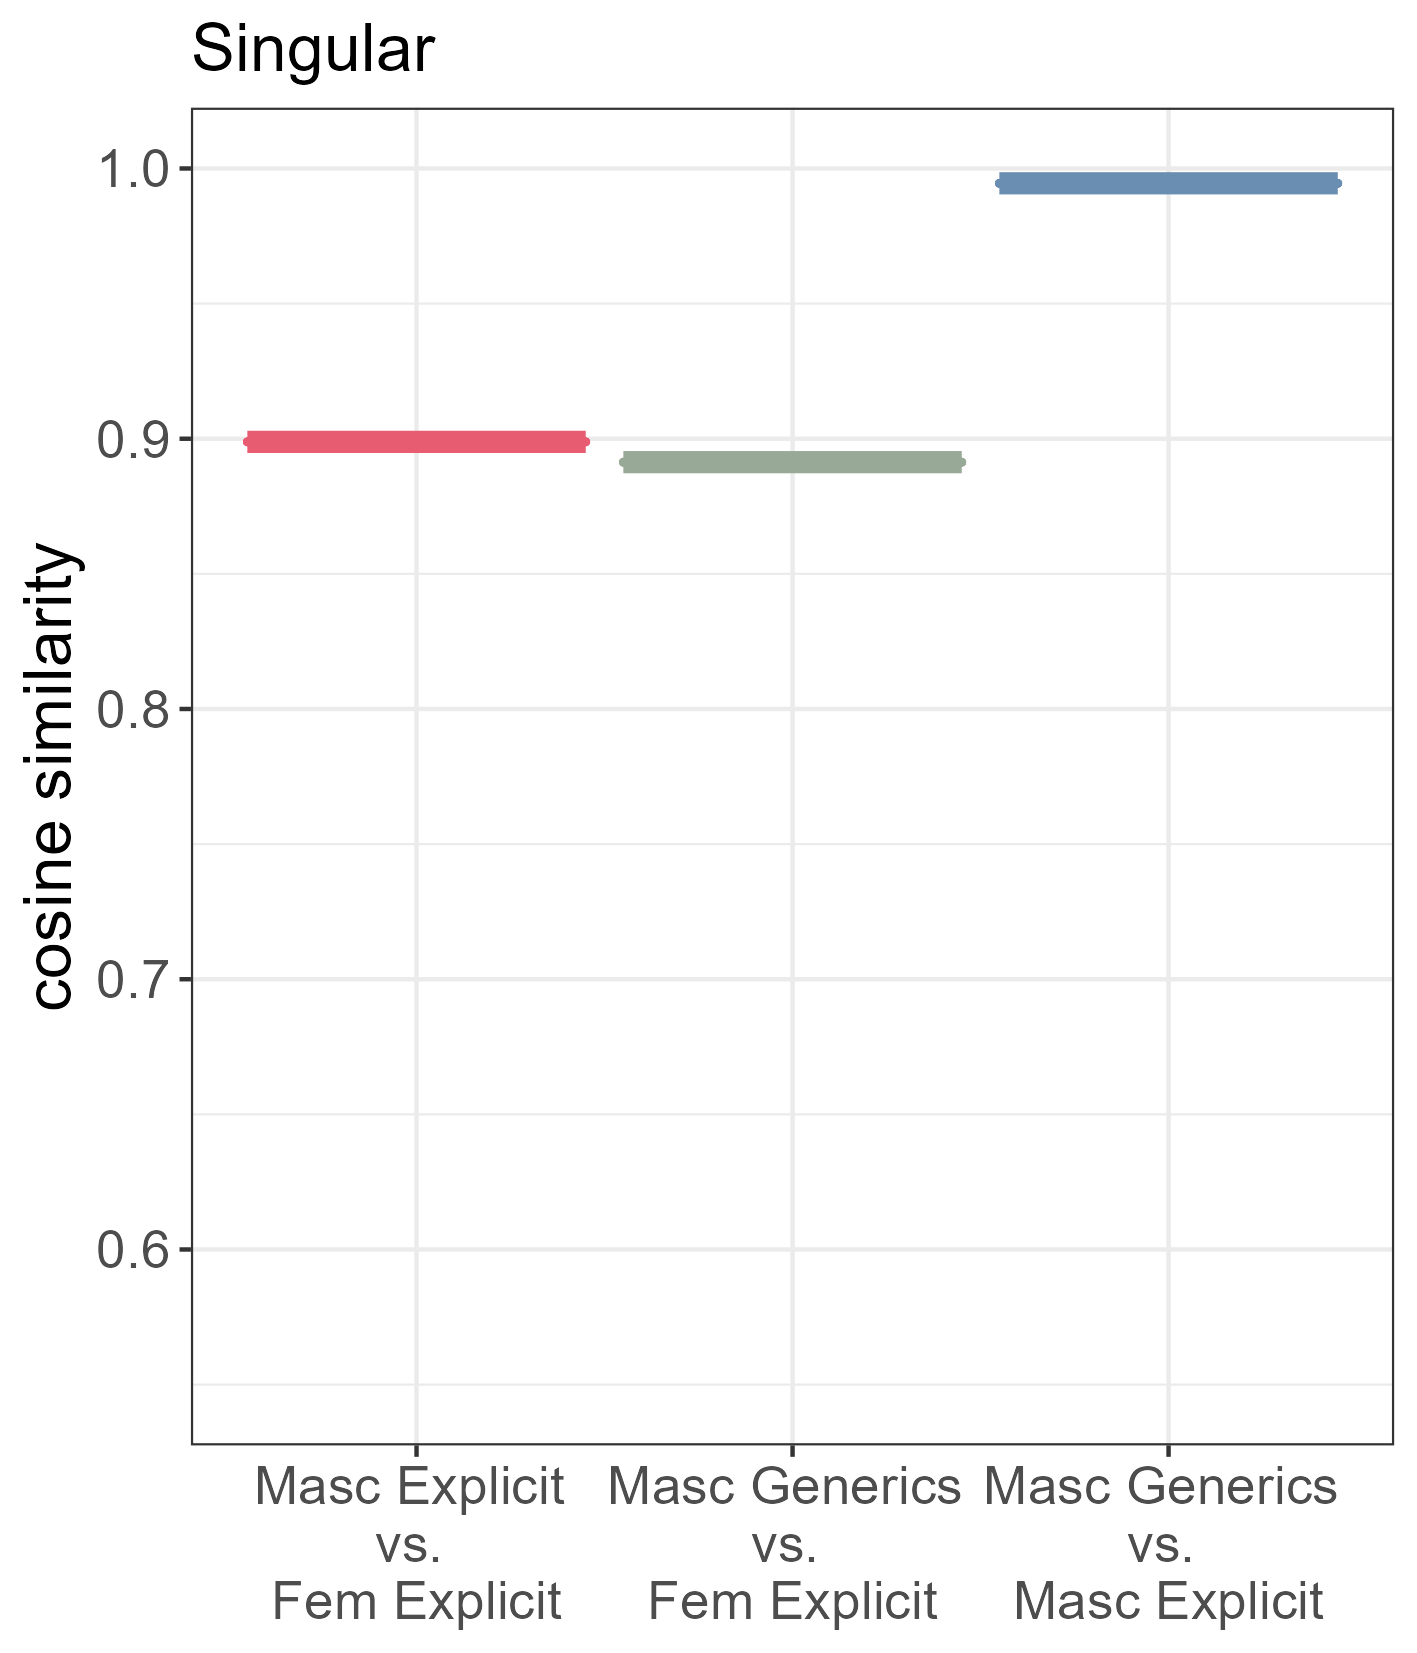 Singular
cosine similarity
1.0
0.9
0.8
0.7
0.6
Masc Explicit
vs.
Fem Explicit
Masc Generics
vs.
Fem Explicit
Masc Generics
vs.
Masc Explicit